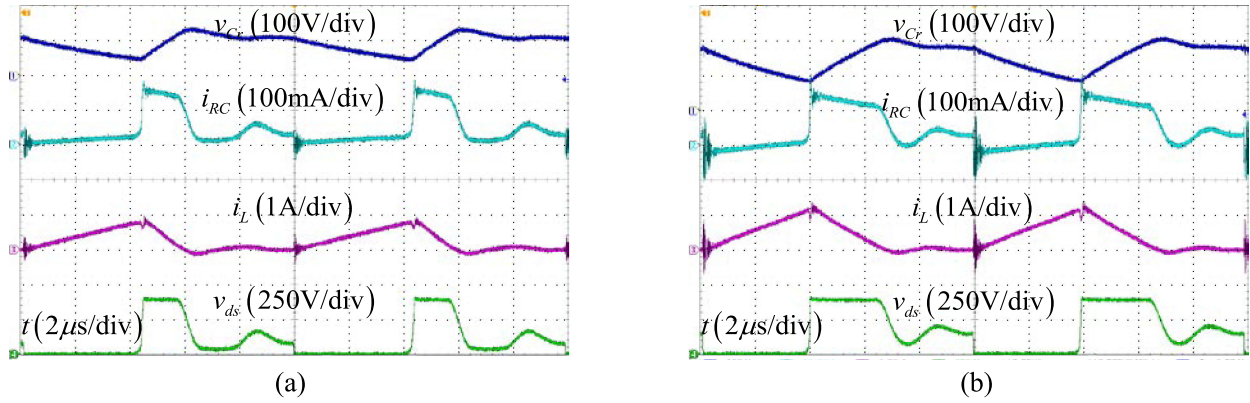 v_Cr (100V/div)
i_RC (100mA/div)
i_L (1A/div)
v_ds (250V/div)
t (2μs/div)
(a)
v_Cr (100V/div)
i_RC (100mA/div)
i_L (1A/div)
v_ds (250V/div)
t (2μs/div)
(b)